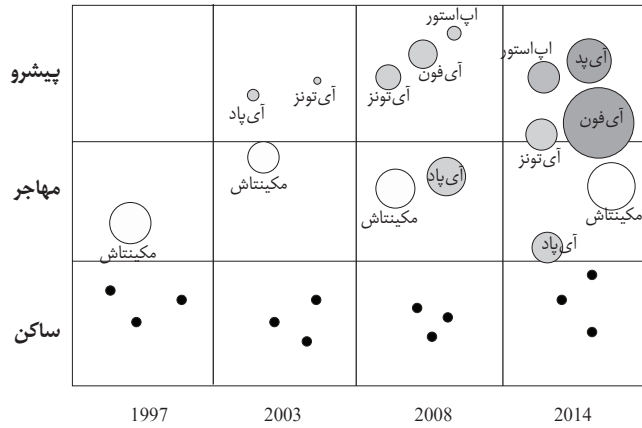 پیشرو
مهاجر
ساکن
مکینتاش
آی‌پاد
آی‌تونز
مکینتاش
اپ‌استور
آی‌فون
آی‌تونز
آی‌پاد
مکینتاش
اپ‌استور
آی‌پد
آی‌فون
آی‌تونز
مکینتاش
آی‌پاد
1997
2003
2008
2014